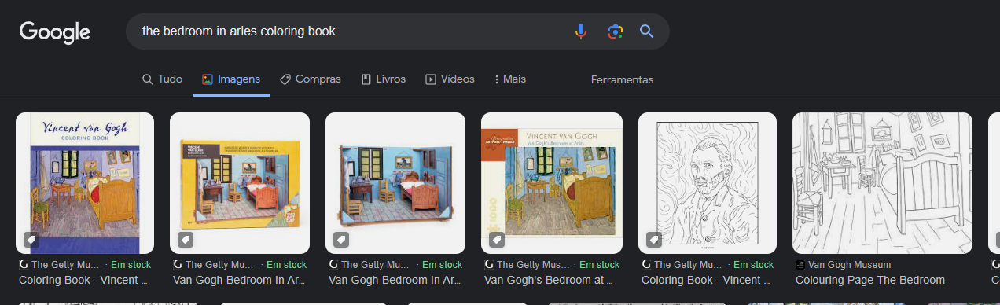 Google
the bedroom in arles coloring book
Tudo
Imagens
Compras
Livros
Vídeos
Mais
Ferramentas
Vincent van Gogh
COLORING BOOK
VINCENT
VAN GOGH
VINCENT VAN GOGH
Van Gogh's Bedroom at Arles
1000
The Getty Mu... · Em stock
Coloring Book - Vincent ...
The Getty Mu... · Em stock
Van Gogh Bedroom In Ar...
The Getty Mu... · Em stock
Van Gogh Bedroom In Ar...
The Getty Mus... · Em stock
Van Gogh's Bedroom at ...
The Getty Mu... · Em stock
Coloring Book - Vincent ...
Van Gogh Museum
Colouring Page The Bedroom